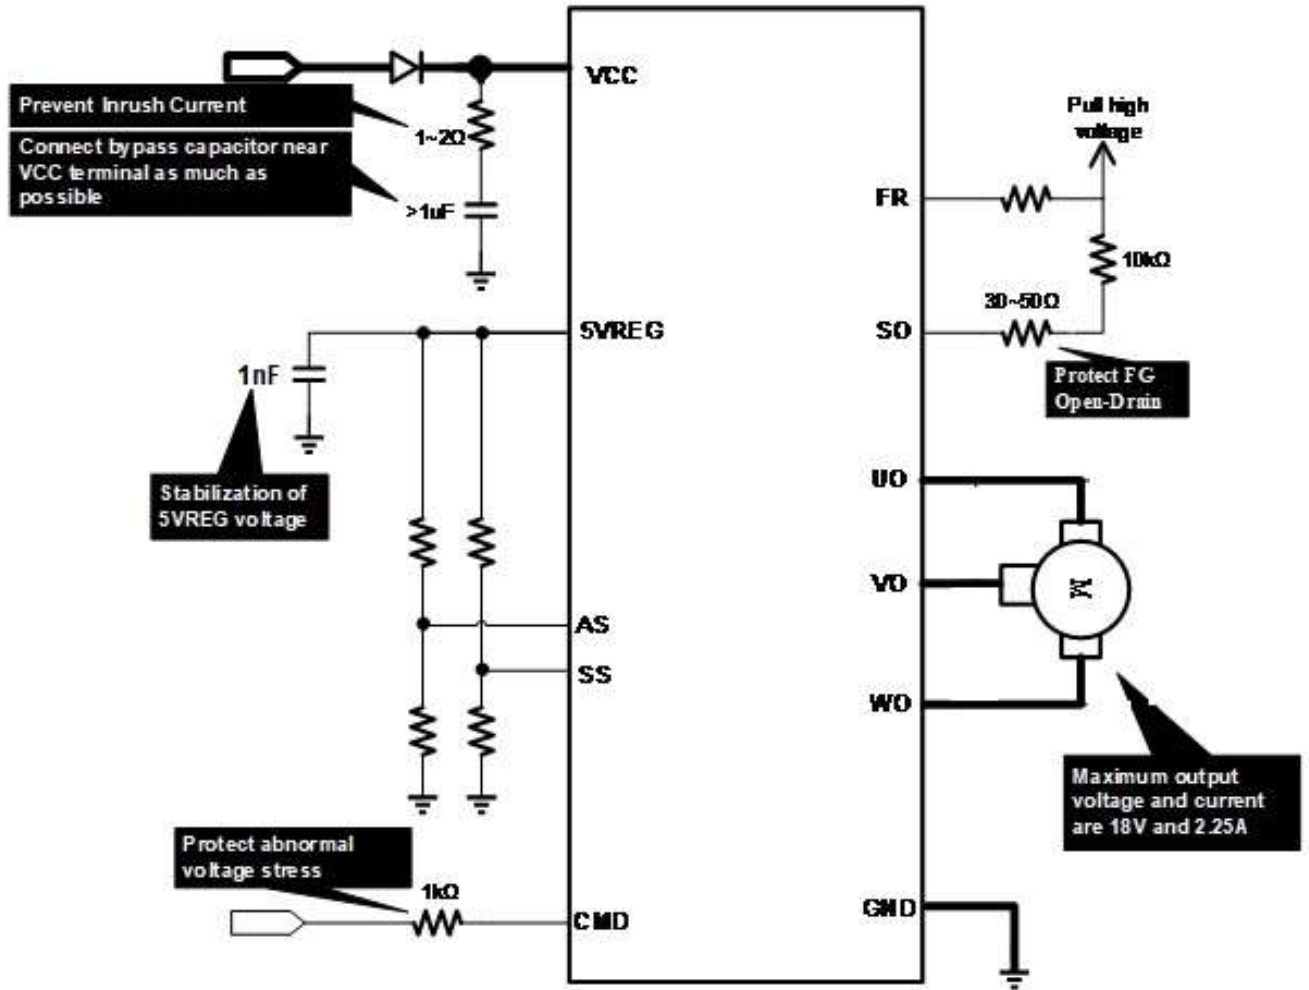 VCC
Prevent Inrush Current
1~2Ω
Connect bypass capacitor near
VCC terminal as much as
possible
>1uF
Pull high
voltage
FR
10kΩ
30~50Ω
SO
Protect FG
Open-Drain
5VREG
1nF
Stabilization of
5VREG voltage
UO
VO
M
WO
AS
SS
Maximum output
voltage and current
are 18V and 2.25A
Protect abnormal
voltage stress
1kΩ
CMD
GND